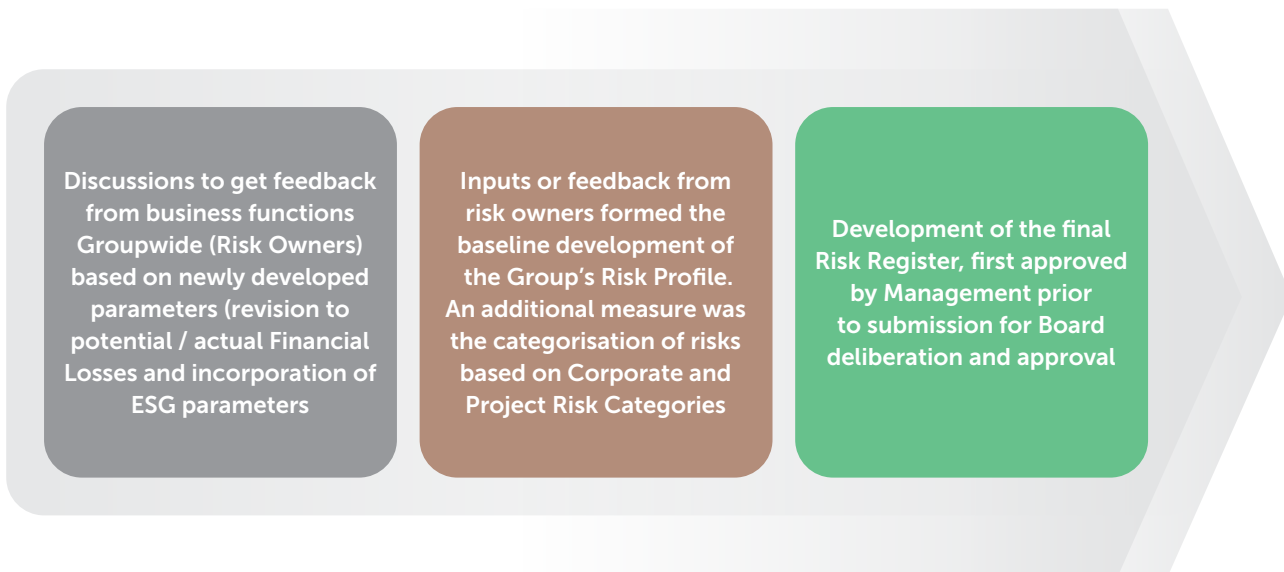 Discussions to get feedback
from business functions
Groupwide (Risk Owners)
based on newly developed
parameters (revision to
potential / actual Financial
Losses and incorporation of
ESG parameters
Inputs or feedback from
risk owners formed the
baseline development of
the Group's Risk Profile.
An additional measure was
the categorisation of risks
based on Corporate and
Project Risk Categories
Development of the final
Risk Register, first approved
by Management prior
to submission for Board
deliberation and approval